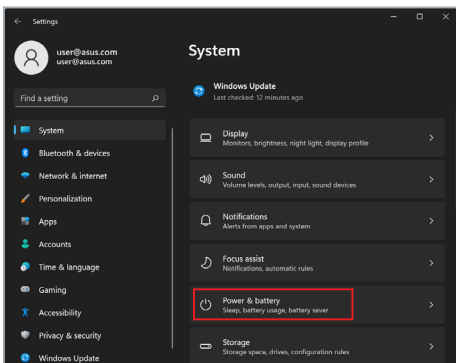 Settings
user@asus.com
user@asus.com
Find a setting
System
Bluetooth & devices
Network & internet
Personalization
Apps
Accounts
Time & language
Gaming
Accessibility
Privacy & security
Windows Update
System
Windows Update
Last checked: 12 minutes ago
Display
Monitors, brightness, night light, display profile
Sound
Volume levels, output, input, sound devices
Notifications
Alerts from apps and system
Focus assist
Notifications, automatic rules
Power & battery
Sleep, battery usage, battery saver
Storage
Storage space, drives, configuration rules